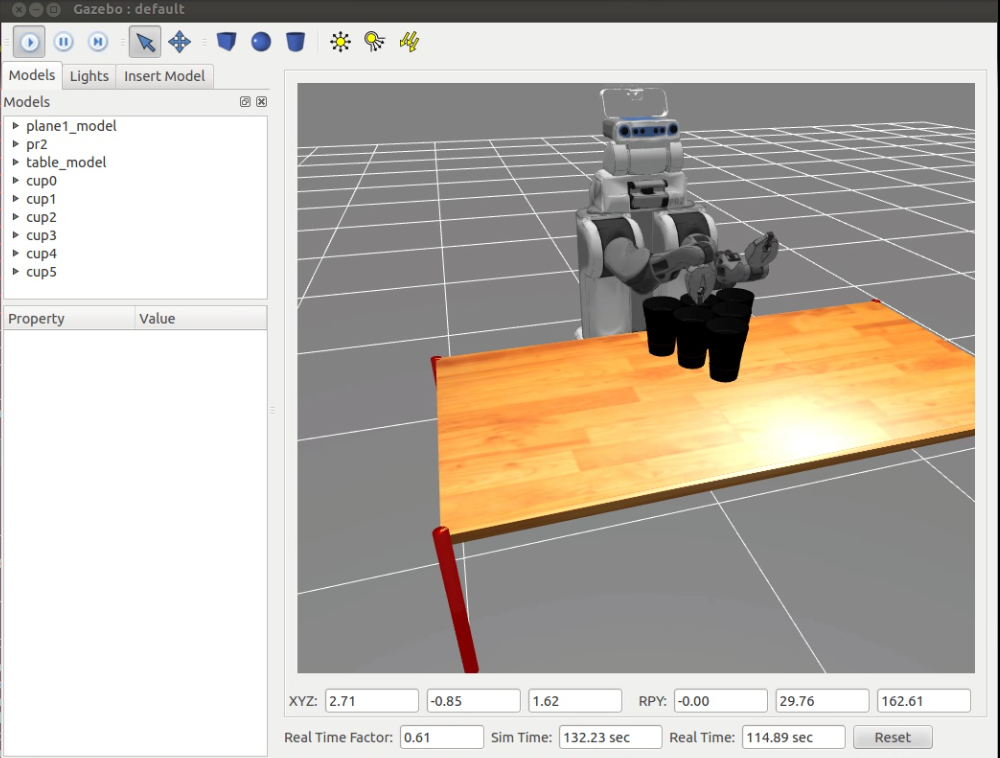 Gazebo : default
Models Lights Insert Model
Models
plane1_model
pr2
table_model
cup0
cup1
cup2
cup3
cup4
cup5
Property Value
XYZ: 2.71 -0.85 1.62 RPY: -0.00 29.76 162.61
Real Time Factor: 0.61 Sim Time: 132.23 sec Real Time: 114.89 sec Reset